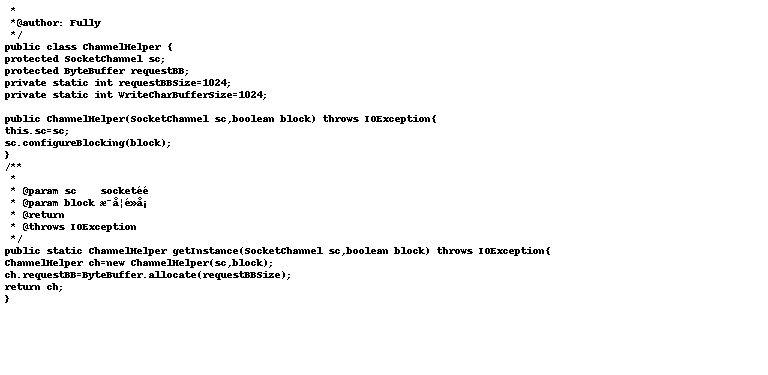 *
*@author: Fully
*/
public class ChannelHelper {
protected SocketChannel sc;
protected ByteBuffer requestBB;
private static int requestBBSize=1024;
private static int WriteCharBufferSize=1024;
public ChannelHelper(SocketChannel sc,boolean block) throws IOException{
this.sc=sc;
sc.configureBlocking(block);
}
/**
*
* @param sc socketéé
* @param block æ¯å¦é»å¡
* @return
* @throws IOException
*/
public static ChannelHelper getInstance(SocketChannel sc,boolean block) throws IOException{
ChannelHelper ch=new ChannelHelper(sc,block);
ch.requestBB=ByteBuffer.allocate(requestBBSize);
return ch;
}